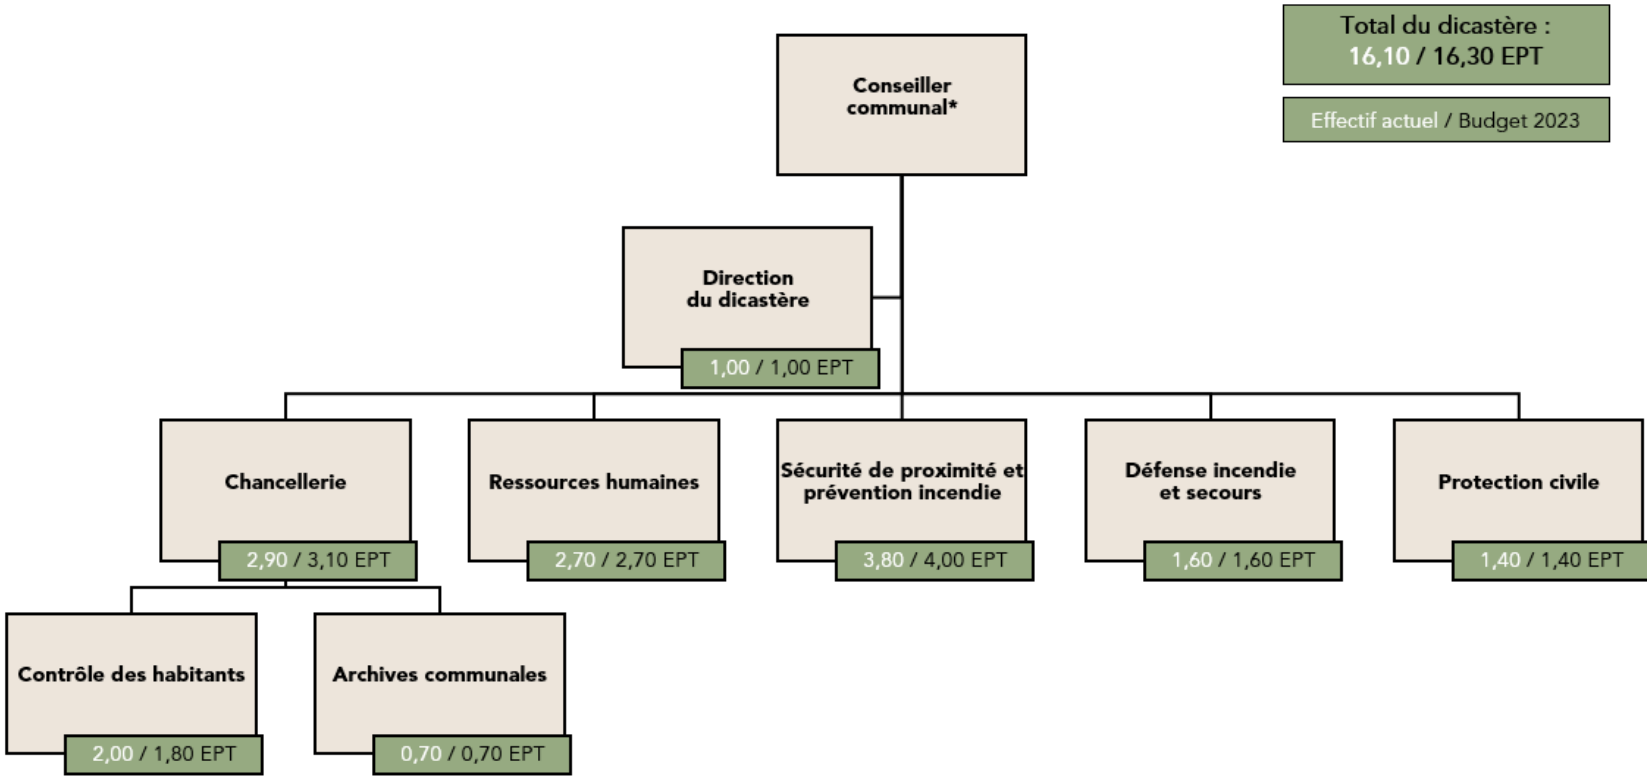 Total du dicastère :
16,10 / 16,30 EPT
Effectif actuel / Budget 2023
Conseiller
communal*
Direction
du dicastère
1,00 / 1,00 EPT
Chancellerie
2,90 / 3,10 EPT
Ressources humaines
2,70 / 2,70 EPT
Sécurité de proximité et
prévention incendie
3,80 / 4,00 EPT
Défense incendie
et secours
1,60 / 1,60 EPT
Protection civile
1,40 / 1,40 EPT
Contrôle des habitants
2,00 / 1,80 EPT
Archives communales
0,70 / 0,70 EPT